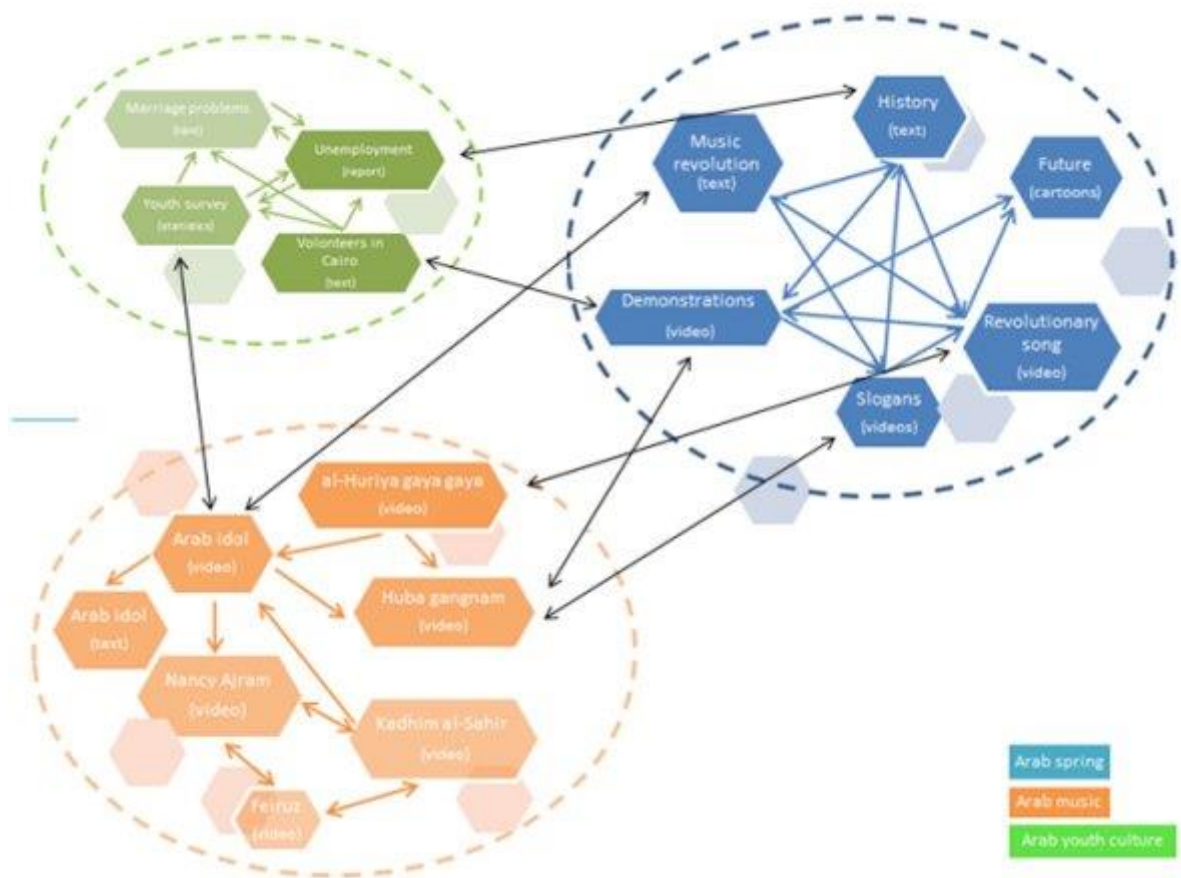 Marriage problems
(text)
Unemployment
(report)
Youth survey
(statistics)
Volonteers in
Cairo
(text)
History
(text)
Music
revolution
(text)
Future
(cartoons)
Demonstrations
(video)
Revolutionary
song
(video)
Slogans
(videos)
al-Huriya gaya gaya
(video)
Arab idol
(video)
Huba gangnam
(video)
Arab idol
(text)
Nancy Ajram
(video)
Kadhim al-Sahir
(video)
Feiruz
(video)
Arab spring
Arab music
Arab youth culture